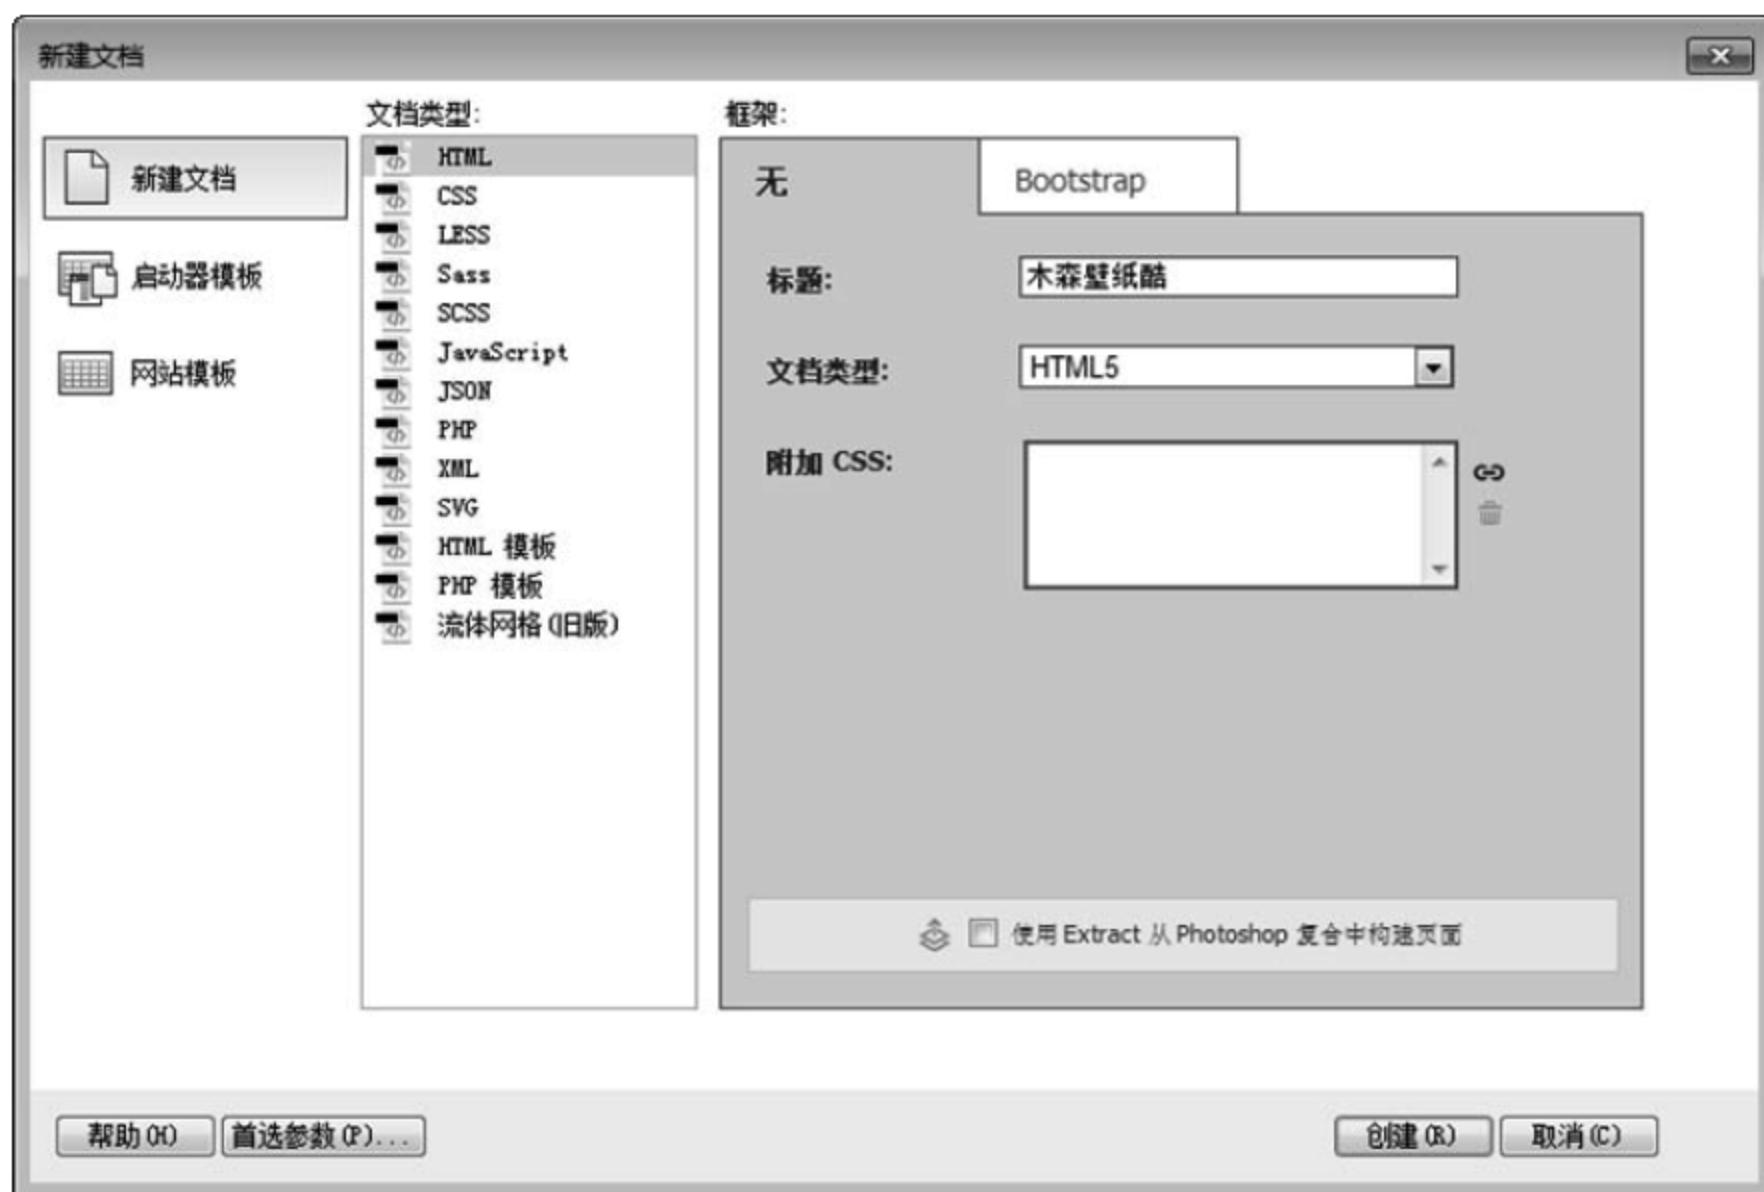 新建文档
文档类型:
框架:
新建文档
启动器模板
网站模板
HTML
CSS
LESS
Sass
SCSS
JavaScript
JSON
PHP
XML
SVG
HTML 模板
PHP 模板
流体网格(旧版)
无
Bootstrap
标题:
木森壁纸酷
文档类型:
HTML5
附加 CSS:
使用 Extract 从 Photoshop 复合中构建页面
帮助(H)
首选参数(P)...
创建(R)
取消(C)